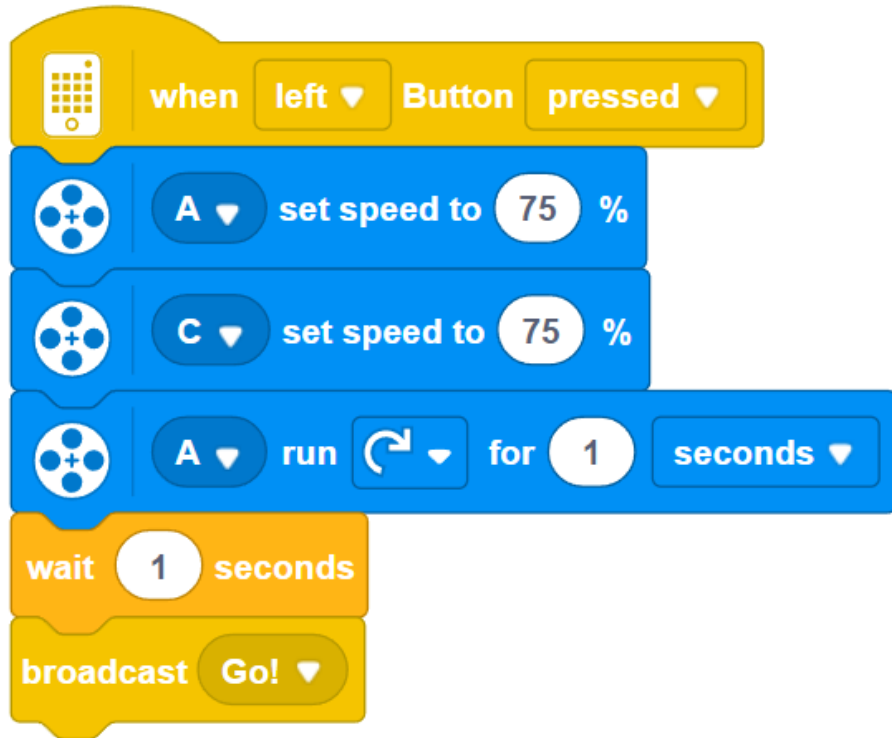 when left Button pressed
A set speed to 75 %
C set speed to 75 %
A run for 1 seconds
wait 1 seconds
broadcast Go!